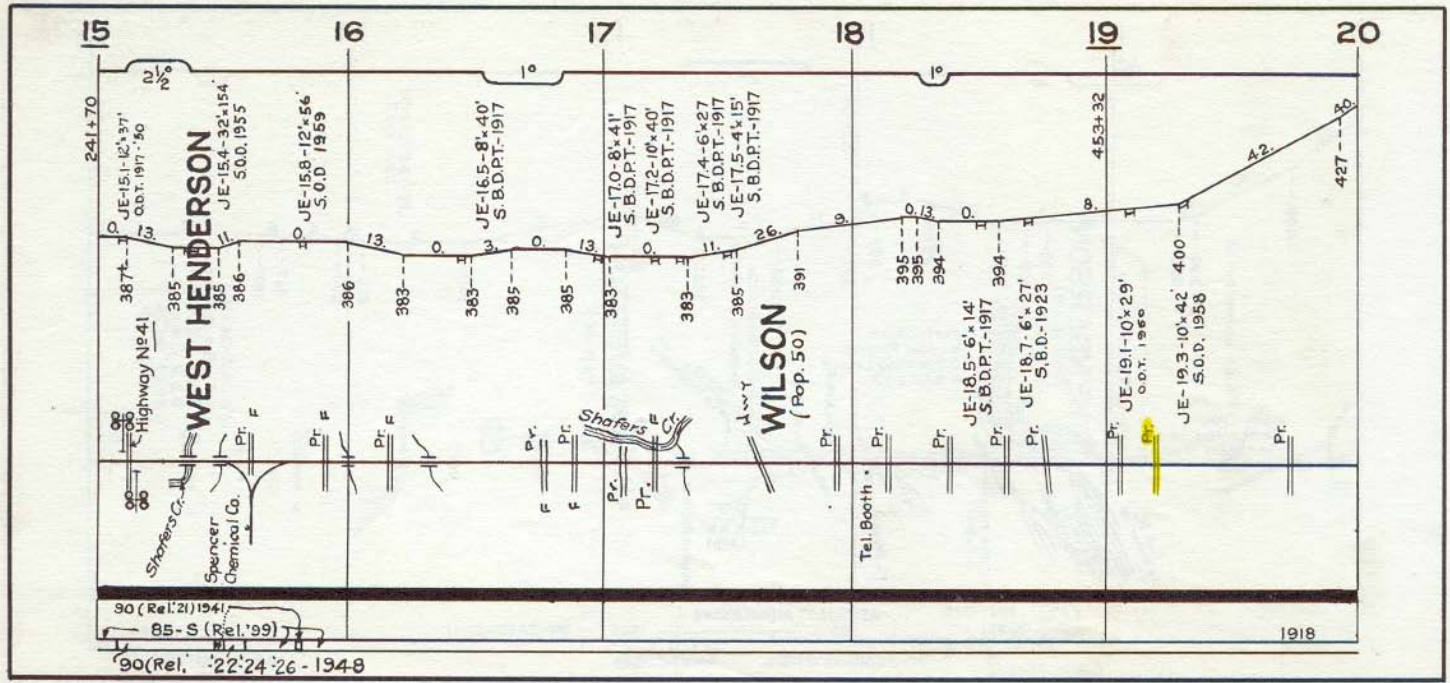 15 16 17 18 19 20
2½° 1° 1°
241+70
JE-15.1-12'x37'
O.D.T. 1917-'50
WEST HENDERSON
JE-15.4-32'x154'
S.O.D. 1955
JE-15.8-12'x56'
S.O.D 1959
JE-16.5-8'x40'
S.B.D.P.T.-1917
JE-17.0-8'x41'
S.B.D.P.T.-1917
JE-17.2-10'x40'
S.B.D.P.T.-1917
JE-17.4-6'x27
S.B.D.P.T.-1917
JE-17.5-4'x15'
S.B.D.P.T.-1917
453+32
0. 13. 11. 0. 13. 0. 3. 0. 13. 0. 11. 26. 9. 0. 13. 0. 8. 42. 40.
387+ 385 385 386 386 383 383 385 385 383 383 385 391 395 395 394 394 400 427
WILSON
(Pop. 50)
JE-18.5-6'x14'
S.B.D.P.T.-1917
JE-18.7-6'x27'
S.B.D.-1923
JE-19.1-10'x29'
O.D.T. 1960
JE-19.3-10'x42'
S.O.D. 1958
Highway No41
Pr. F Pr. Pr. F Pr. Pr. Shafers Cr. F Hwy Pr. Pr. Pr. Pr. Pr. Pr. Pr. Pr.
F F Pr. Pr.
Shafers Cr.
Spencer
Chemical Co.
Tel. Booth
90 (Rel.'21) 1941
85-S (Rel.'99)
1918
90 (Rel. '22-'24-'26-1948